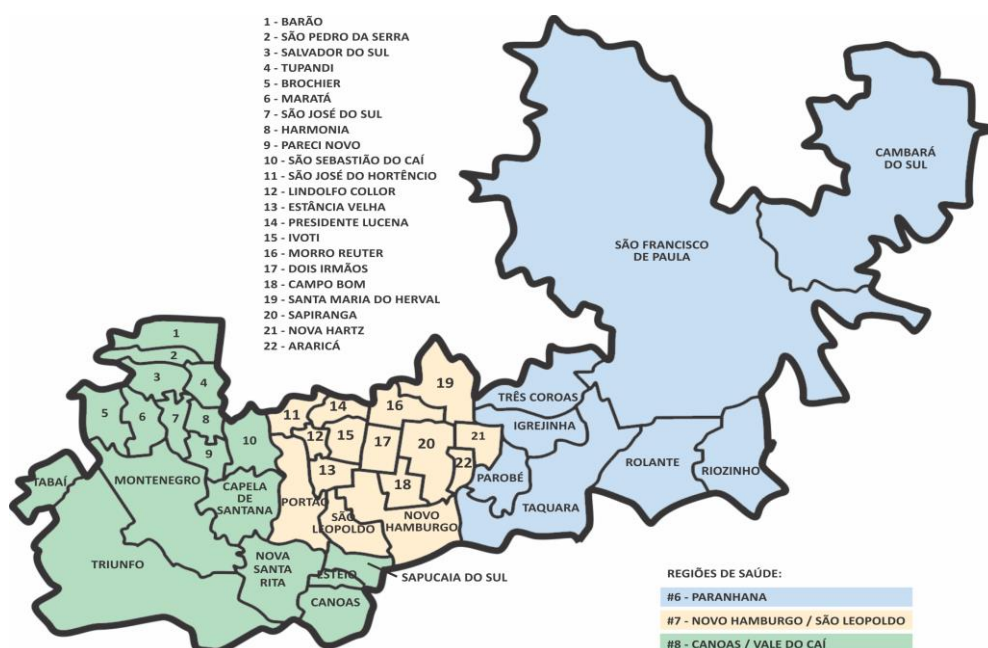 1 - BARÃO
2 - SÃO PEDRO DA SERRA
3 - SALVADOR DO SUL
4 - TUPANDI
5 - BROCHIER
6 - MARATÁ
7 - SÃO JOSÉ DO SUL
8 - HARMONIA
9 - PARECI NOVO
10 - SÃO SEBASTIÃO DO CAÍ
11 - SÃO JOSÉ DO HORTÊNCIO
12 - LINDOLFO COLLOR
13 - ESTÂNCIA VELHA
14 - PRESIDENTE LUCENA
15 - IVOTI
16 - MORRO REUTER
17 - DOIS IRMÃOS
18 - CAMPO BOM
19 - SANTA MARIA DO HERVAL
20 - SAPIRANGA
21 - NOVA HARTZ
22 - ARARICÁ
CAMBARÁ
DO SUL
SÃO FRANCISCO
DE PAULA
1
2
3
4
5
6
7
8
9
10
11
12
13
14
15
16
17
18
19
20
21
22
TRÊS COROAS
IGREJINHA
PAROBÉ
TAQUARA
ROLANTE
RIOZINHO
TABAÍ
MONTENEGRO
CAPELA
DE
SANTANA
PORTÃO
SÃO
LEOPOLDO
NOVO
HAMBURGO
TRIUNFO
NOVA
SANTA
RITA
ESTEIO
SAPUCAIA DO SUL
CANOAS
REGIÕES DE SAÚDE:
#6 - PARANHANA
#7 - NOVO HAMBURGO / SÃO LEOPOLDO
#8 - CANOAS / VALE DO CAÍ